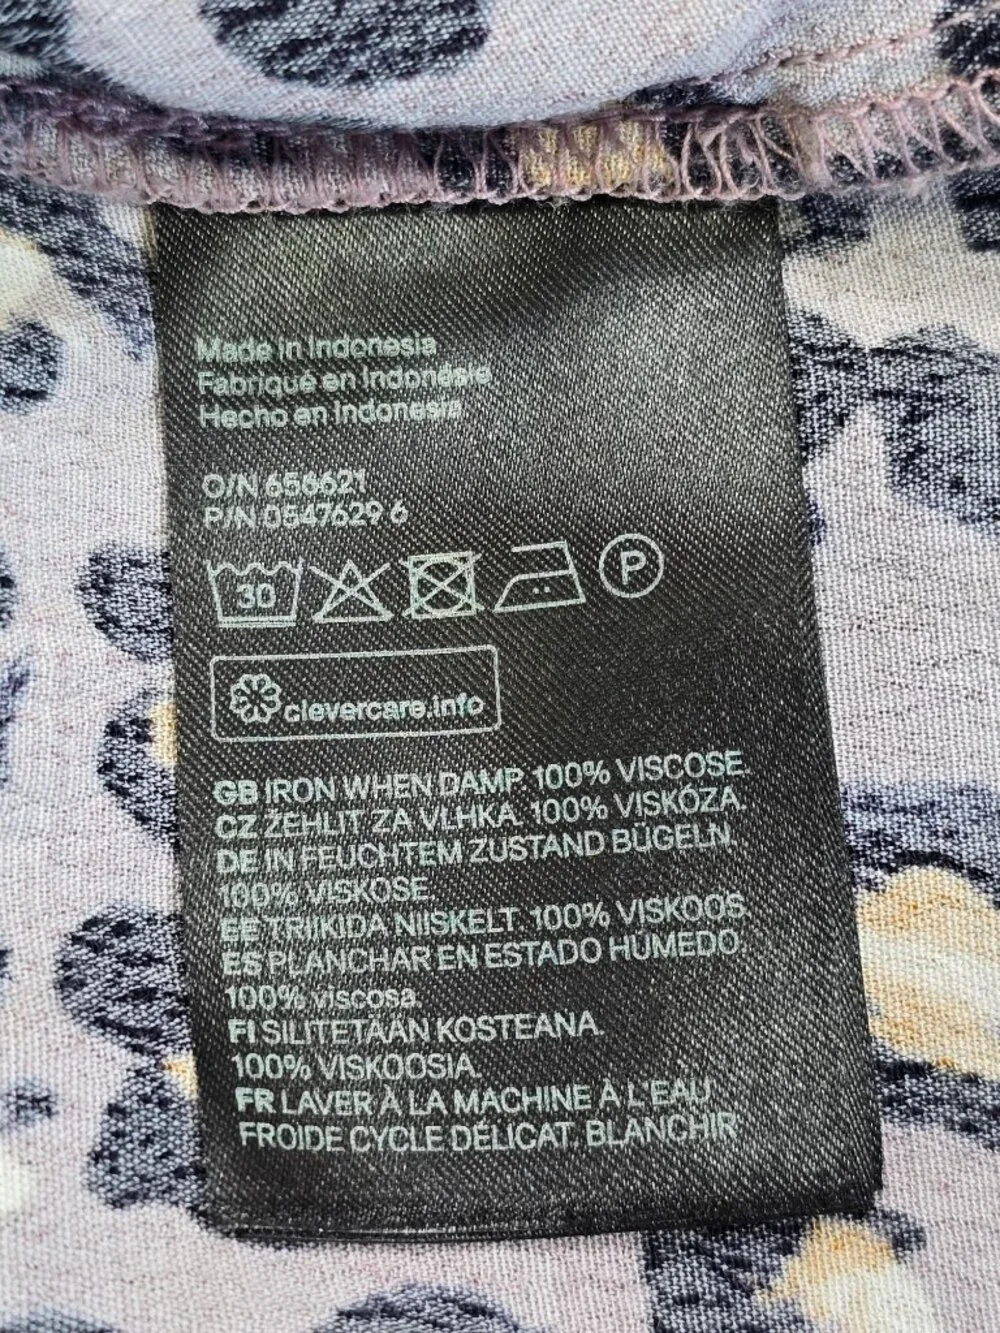 Made in Indonesia
Fabriqué en Indonésie
Hecho en Indonesia
O/N 656621
P/N 0547629 6
30 P
clevercare.info
GB IRON WHEN DAMP. 100% VISCOSE.
CZ ŽEHLIT ZA VLHKA. 100% VISKÓZA.
DE IN FEUCHTEM ZUSTAND BÜGELN.
100% VISKOSE.
EE TRIIKIDA NIISKELT. 100% VISKOOS.
ES PLANCHAR EN ESTADO HÚMEDO.
100% viscosa.
FI SILITETÄÄN KOSTEANA.
100% VISKOOSIA.
FR LAVER À LA MACHINE À L'EAU
FROIDE CYCLE DÉLICAT. BLANCHIR